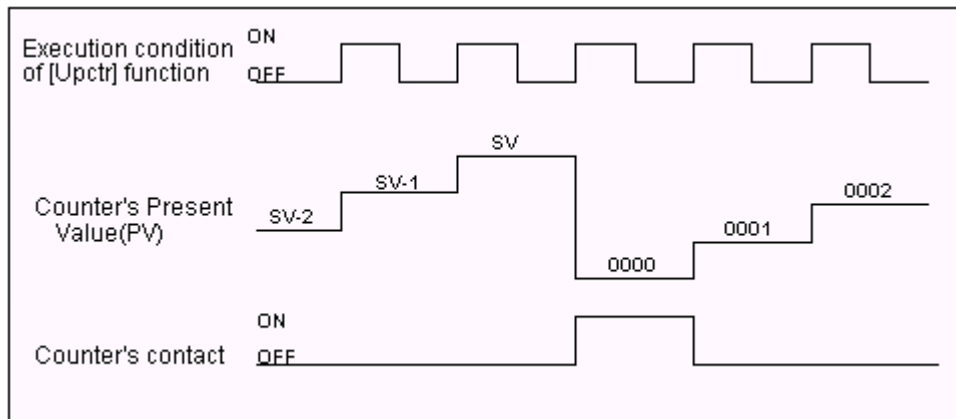 Execution condition ON
of [Upctr] function OFF
SV
SV-1
SV-2
0002
0001
0000
Counter's Present
Value(PV)
ON
Counter's contact OFF